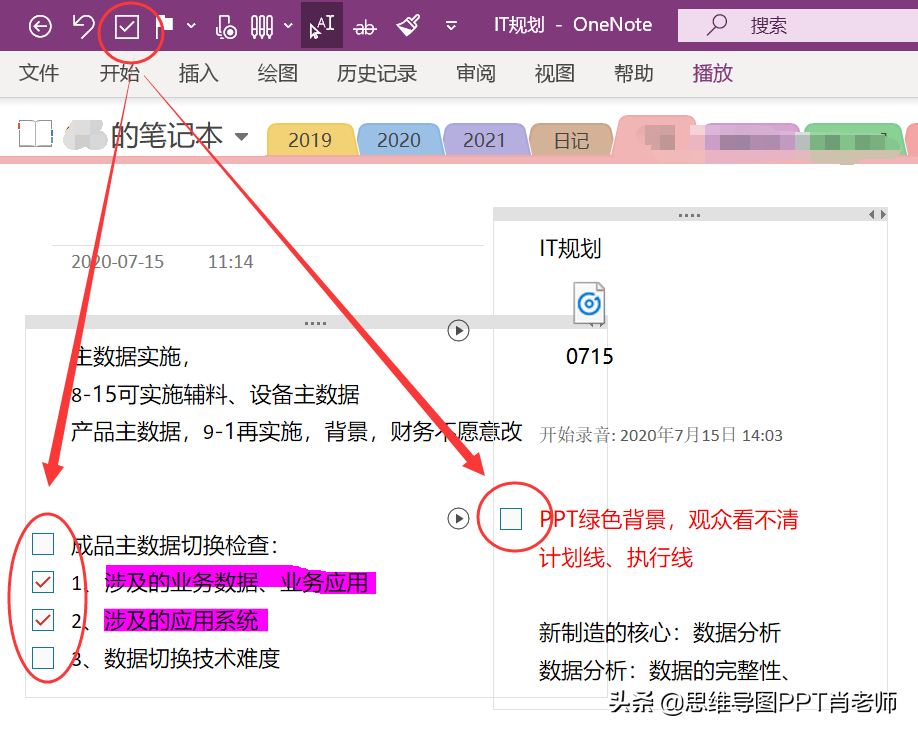 IT规划 - OneNote
搜索
文件 开始 插入 绘图 历史记录 审阅 视图 帮助 播放
的笔记本
2019 2020 2021 日记
2020-07-15 11:14
主数据实施，
8-15可实施辅料、设备主数据
产品主数据，9-1再实施，背景，财务不愿意改
成品主数据切换检查：
1、涉及的业务数据、业务应用
2、涉及的应用系统
3、数据切换技术难度
IT规划
0715
开始录音: 2020年7月15日 14:03
PPT绿色背景，观众看不清
计划线、执行线
新制造的核心：数据分析
数据分析：数据的完整性、
头条 @思维导图PPT肖老师